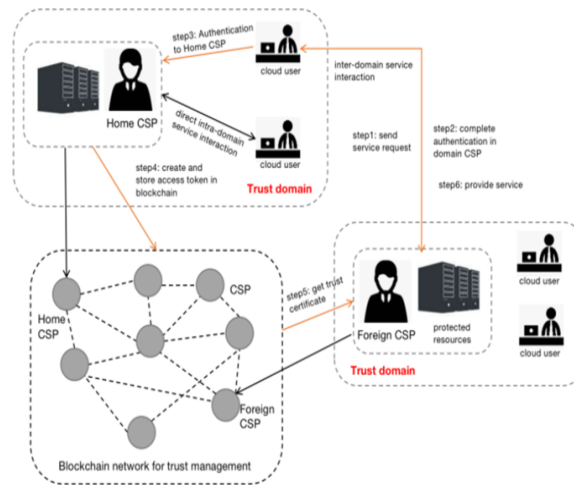 step3: Authentication
to Home CSP
cloud user
inter-domain service
interaction
Home CSP
direct intra-domain
service interaction
cloud user
step1: send
service request
step2: complete
authentication in
domain CSP
step4: create and
store access token in
blockchain
Trust domain
step6: provide service
CSP
step5: get trust
certificate
cloud user
Home
CSP
Foreign CSP
protected
resources
cloud user
Trust domain
Foreign
CSP
Blockchain network for trust management